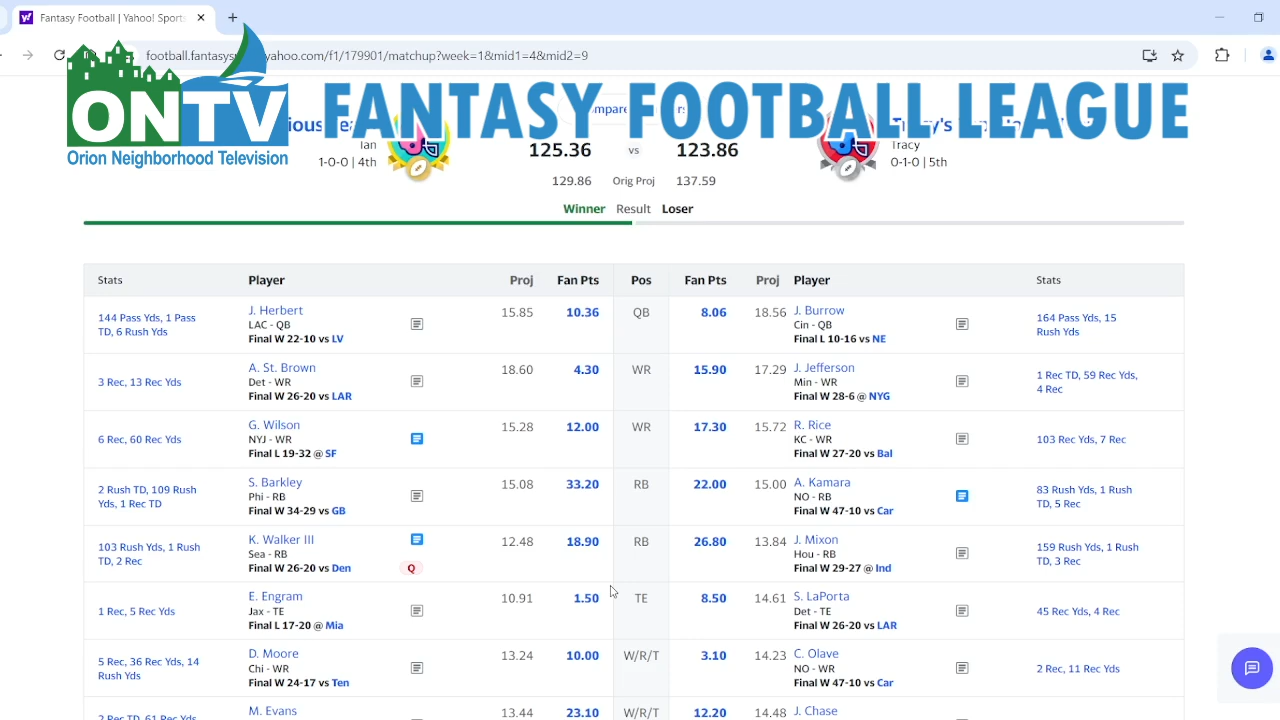 Fantasy Football | Yahoo! Sports
football.fantasys yahoo.com/f1/179901/matchup?week=1&mid1=4&mid2=9
ONTV
Orion Neighborhood Television
FANTASY FOOTBALL LEAGUE
Compare
Ian
1-0-0 | 4th
125.36 vs 123.86
Tracy
0-1-0 | 5th
129.86 Orig Proj 137.59
Winner Result Loser
Stats Player Proj Fan Pts Pos Fan Pts Proj Player Stats
144 Pass Yds, 1 Pass
TD, 6 Rush Yds
J. Herbert
LAC - QB
Final W 22-10 vs LV
15.85 10.36 QB 8.06 18.56
J. Burrow
Cin - QB
Final L 10-16 vs NE
164 Pass Yds, 15
Rush Yds
3 Rec, 13 Rec Yds
A. St. Brown
Det - WR
Final W 26-20 vs LAR
18.60 4.30 WR 15.90 17.29
J. Jefferson
Min - WR
Final W 28-6 @ NYG
1 Rec TD, 59 Rec Yds,
4 Rec
6 Rec, 60 Rec Yds
G. Wilson
NYJ - WR
Final L 19-32 @ SF
15.28 12.00 WR 17.30 15.72
R. Rice
KC - WR
Final W 27-20 vs Bal
103 Rec Yds, 7 Rec
2 Rush TD, 109 Rush
Yds, 1 Rec TD
S. Barkley
Phi - RB
Final W 34-29 vs GB
15.08 33.20 RB 22.00 15.00
A. Kamara
NO - RB
Final W 47-10 vs Car
83 Rush Yds, 1 Rush
TD, 5 Rec
103 Rush Yds, 1 Rush
TD, 2 Rec
K. Walker III
Sea - RB
Final W 26-20 vs Den
Q
12.48 18.90 RB 26.80 13.84
J. Mixon
Hou - RB
Final W 29-27 @ Ind
159 Rush Yds, 1 Rush
TD, 3 Rec
1 Rec, 5 Rec Yds
E. Engram
Jax - TE
Final L 17-20 @ Mia
10.91 1.50 TE 8.50 14.61
S. LaPorta
Det - TE
Final W 26-20 vs LAR
45 Rec Yds, 4 Rec
5 Rec, 36 Rec Yds, 14
Rush Yds
D. Moore
Chi - WR
Final W 24-17 vs Ten
13.24 10.00 W/R/T 3.10 14.23
C. Olave
NO - WR
Final W 47-10 vs Car
2 Rec, 11 Rec Yds
2 Rec TD, 61 Rec Yds
M. Evans
13.44 23.10 W/R/T 12.20 14.48
J. Chase